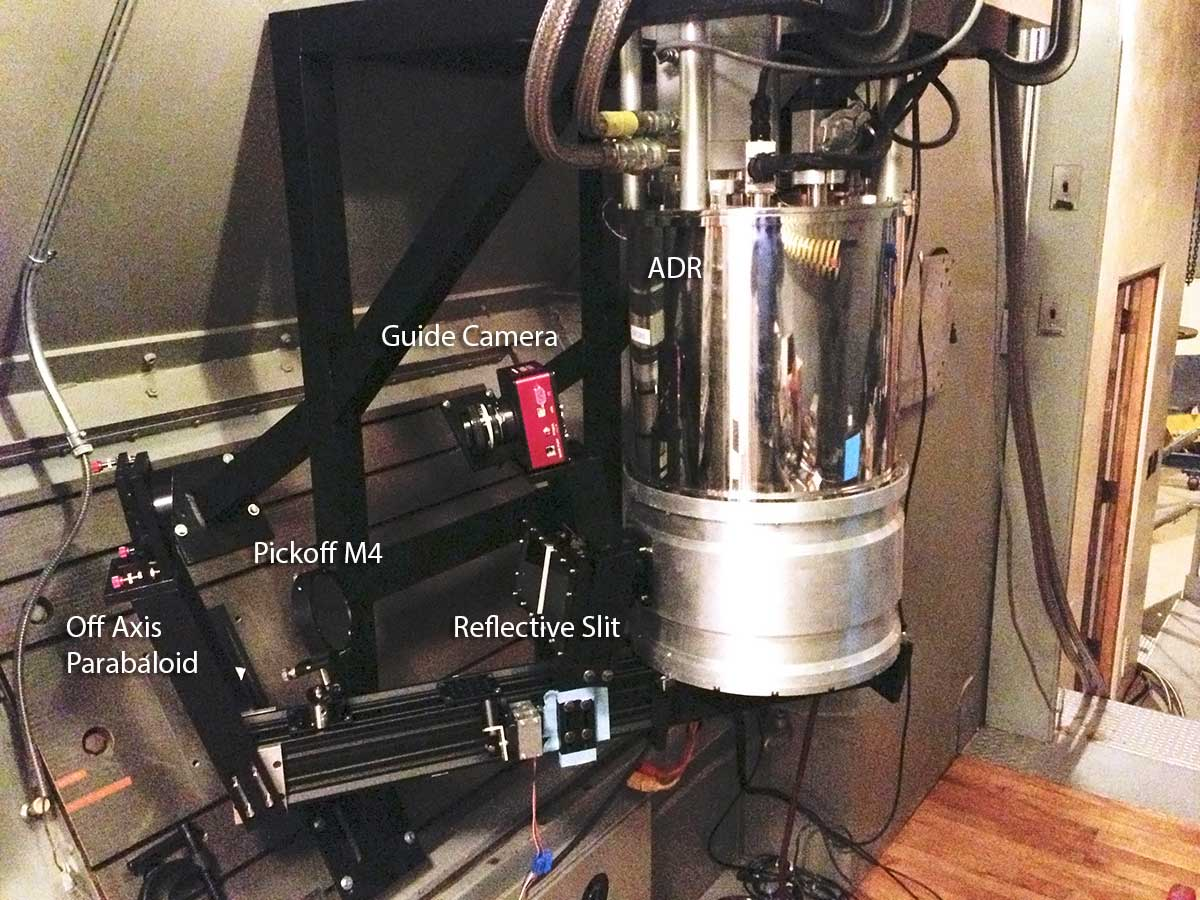 ADR
Guide Camera
Pickoff M4
Off Axis
Parabaloid
Reflective Slit